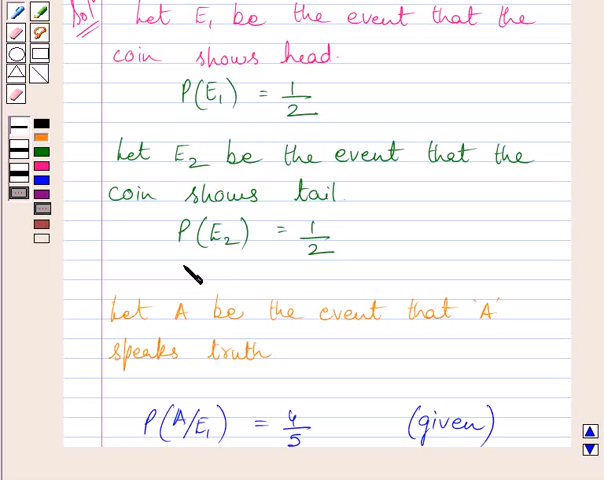 Solⁿ Let E₁ be the event that the
coin shows head.
P(E₁) = 1/2
Let E₂ be the event that the
coin shows tail.
P(E₂) = 1/2
Let A be the event that 'A'
speaks truth
P(A/E₁) = 4/5 (given)